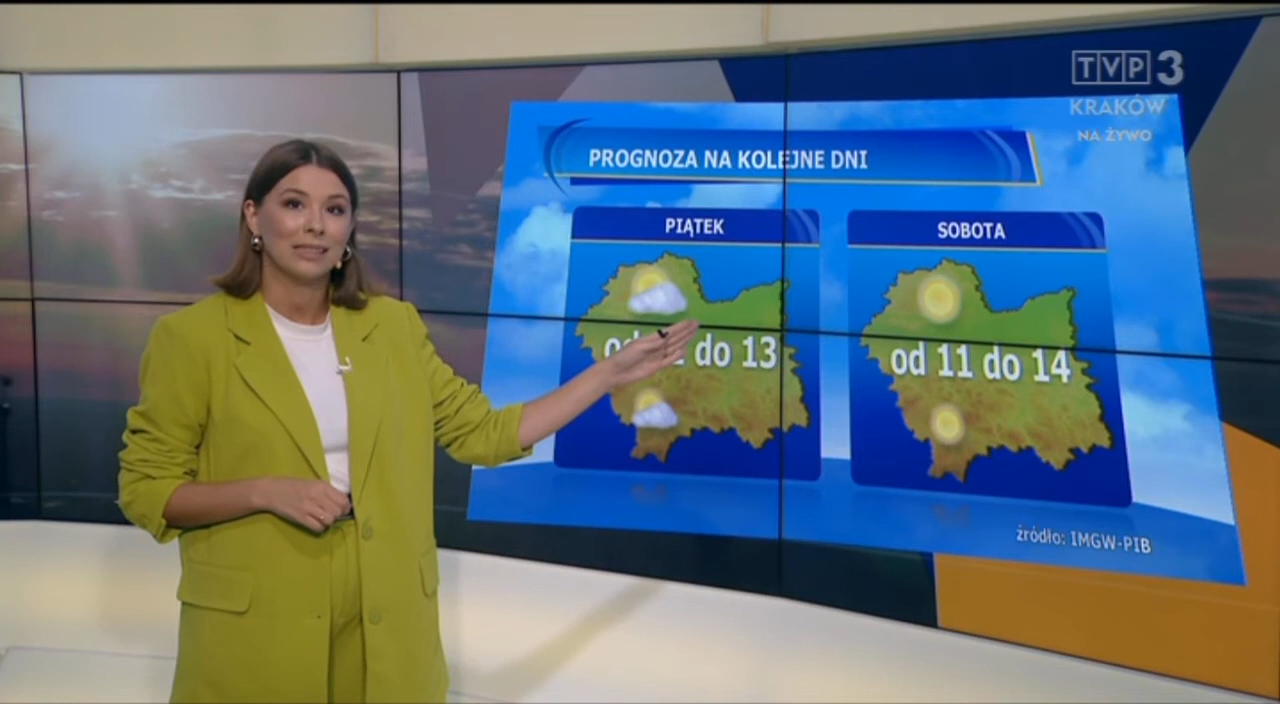 TVP3
KRAKÓW
NA ŻYWO
PROGNOZA NA KOLEJNE DNI
PIĄTEK
do 13
SOBOTA
od 11 do 14
źródło: IMGW-PIB